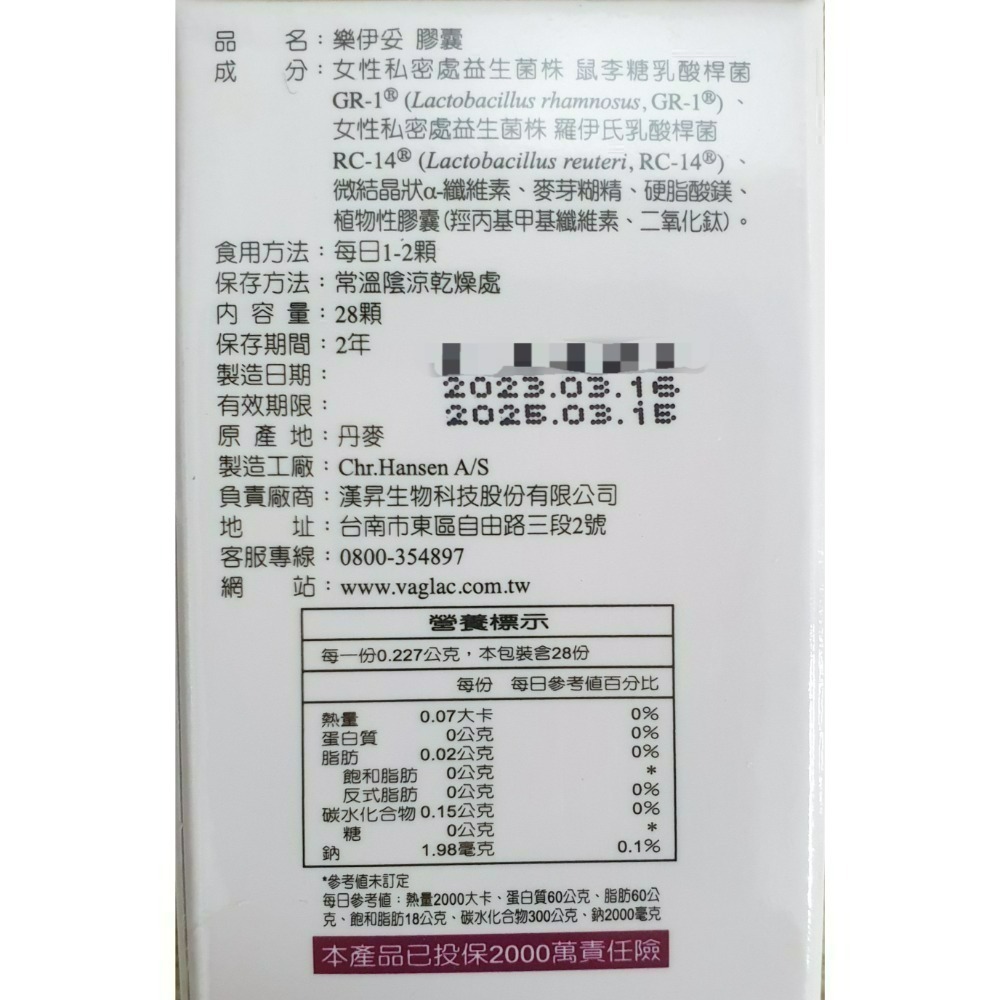 品名：樂伊妥 膠囊
成分：女性私密處益生菌株 鼠李糖乳酸桿菌
GR-1® (Lactobacillus rhamnosus, GR-1®)、
女性私密處益生菌株 羅伊氏乳酸桿菌
RC-14® (Lactobacillus reuteri, RC-14®)、
微結晶狀α-纖維素、麥芽糊精、硬脂酸鎂、
植物性膠囊(羥丙基甲基纖維素、二氧化鈦)。
食用方法：每日1-2顆
保存方法：常溫陰涼乾燥處
內容量：28顆
保存期間：2年
製造日期：2023.03.16
有效期限：2025.03.15
原產地：丹麥
製造工廠：Chr.Hansen A/S
負責廠商：漢昇生物科技股份有限公司
地址：台南市東區自由路三段2號
客服專線：0800-354897
網站：www.vaglac.com.tw
營養標示
每一份0.227公克，本包裝含28份
每份 每日參考值百分比
熱量 0.07大卡 0%
蛋白質 0公克 0%
脂肪 0.02公克 0%
飽和脂肪 0公克 *
反式脂肪 0公克 0%
碳水化合物 0.15公克 0%
糖 0公克 *
鈉 1.98毫克 0.1%
*參考值未訂定
每日參考值：熱量2000大卡、蛋白質60公克、脂肪60公
克、飽和脂肪18公克、碳水化合物300公克、鈉2000毫克
本產品已投保2000萬責任險